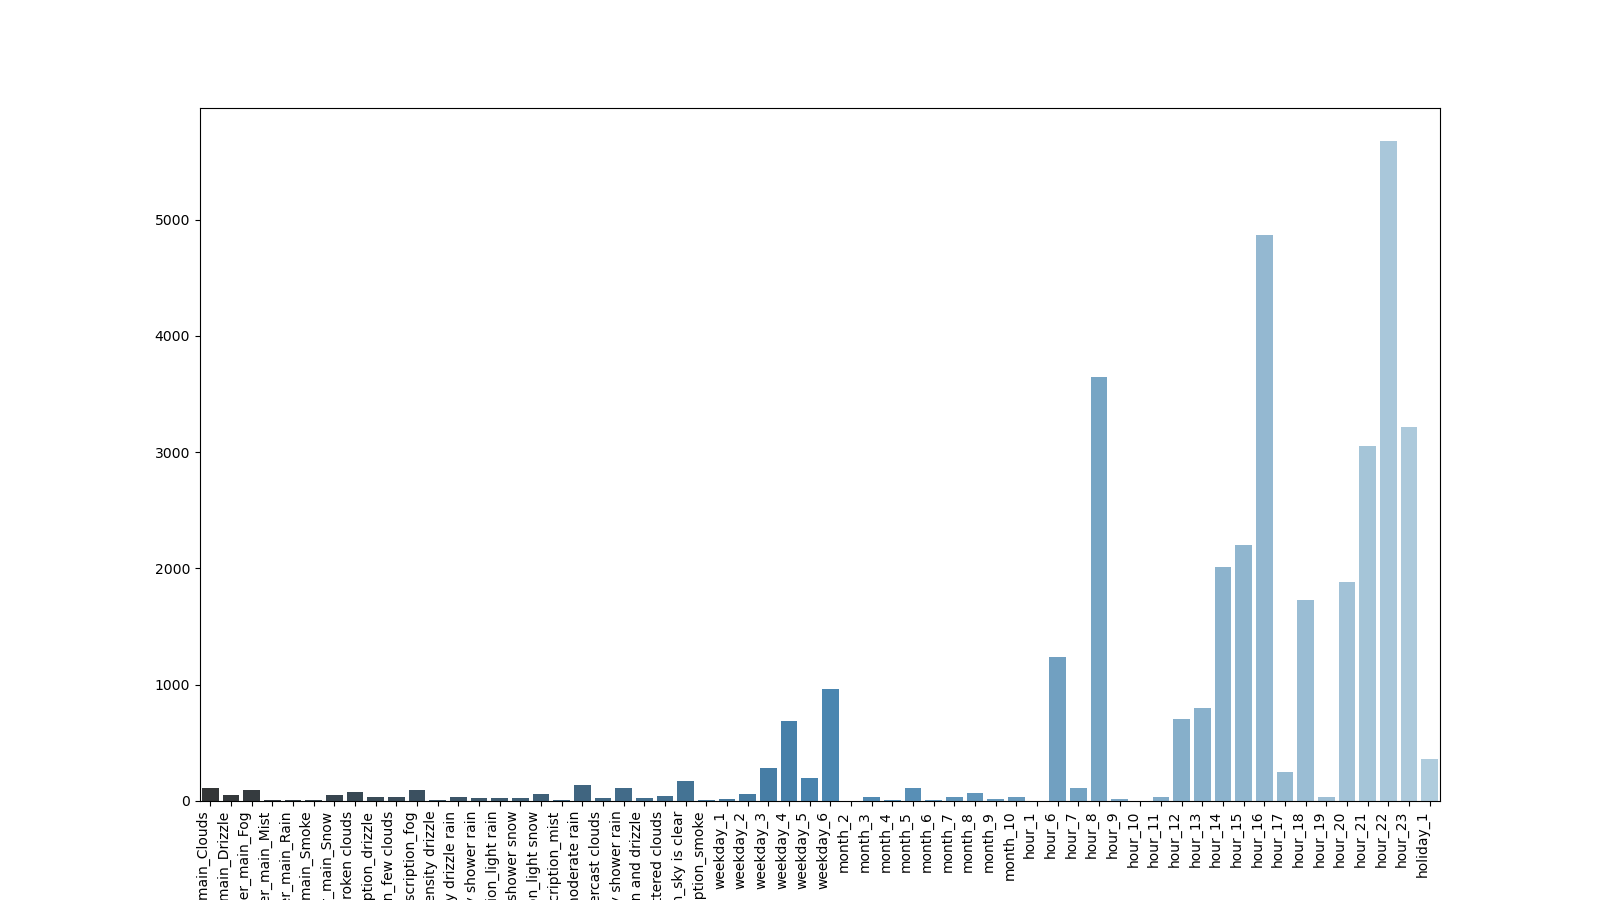 5000
4000
3000
2000
1000
0
main_Clouds
main_Drizzle
er_main_Fog
er_main_Mist
er_main_Rain
main_Smoke
r_main_Snow
roken clouds
ption_drizzle
n_few clouds
scription_fog
ensity drizzle
y drizzle rain
y shower rain
ion_light rain
shower snow
on_light snow
cription_mist
noderate rain
ercast clouds
y shower rain
n and drizzle
ttered clouds
n_sky is clear
ption_smoke
weekday_1
weekday_2
weekday_3
weekday_4
weekday_5
weekday_6
month_2
month_3
month_4
month_5
month_6
month_7
month_8
month_9
month_10
hour_1
hour_6
hour_7
hour_8
hour_9
hour_10
hour_11
hour_12
hour_13
hour_14
hour_15
hour_16
hour_17
hour_18
hour_19
hour_20
hour_21
hour_22
hour_23
holiday_1